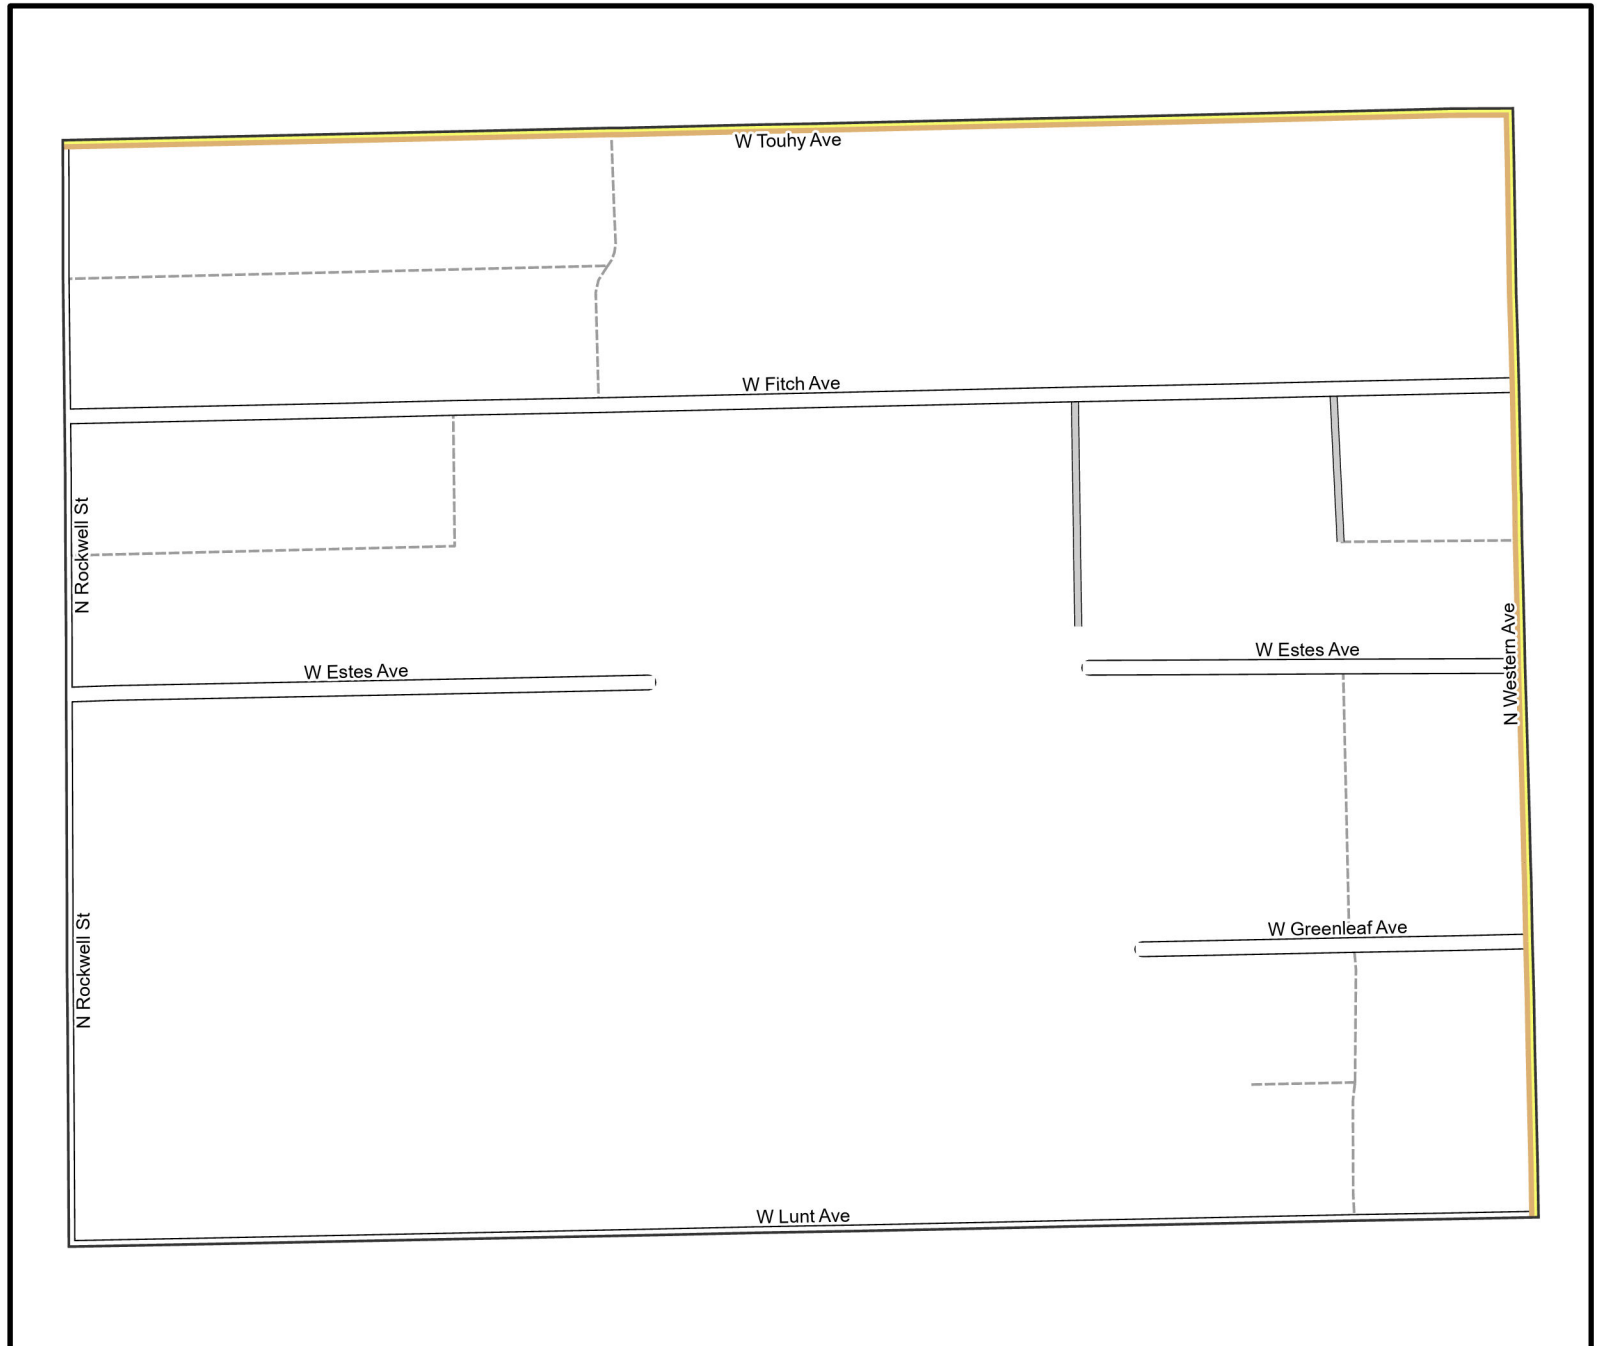 W Touhy Ave
W Fitch Ave
N Rockwell St
W Estes Ave
W Estes Ave
N Western Ave
N Rockwell St
W Greenleaf Ave
W Lunt Ave